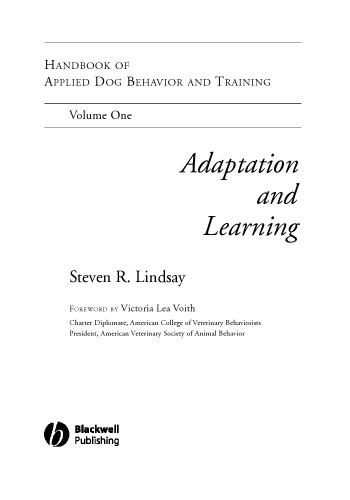 HANDBOOK OF
APPLIED DOG BEHAVIOR AND TRAINING
Volume One
Adaptation
and
Learning
Steven R. Lindsay
FOREWORD BY Victoria Lea Voith
Charter Diplomate, American College of Veterinary Behaviorists
President, American Veterinary Society of Animal Behavior
Blackwell
Publishing